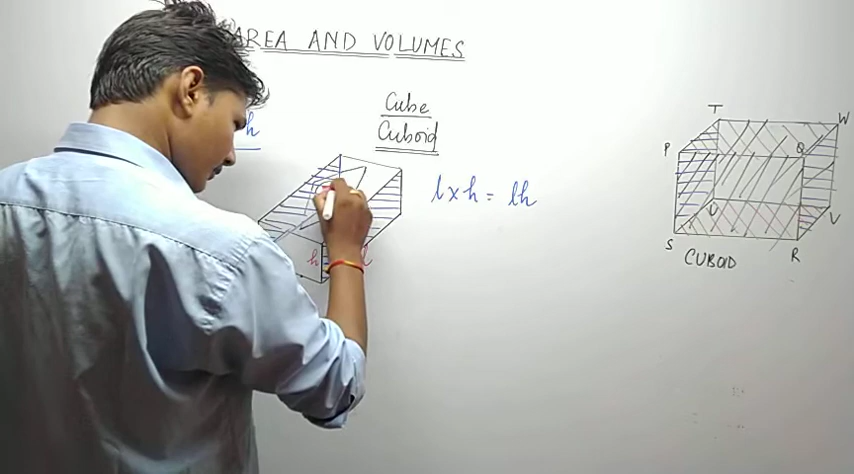 AREA AND VOLUMES
Cube
Cuboid
h
l × h = lh
h
l
T
W
P
Q
U
V
S
R
CUBOID